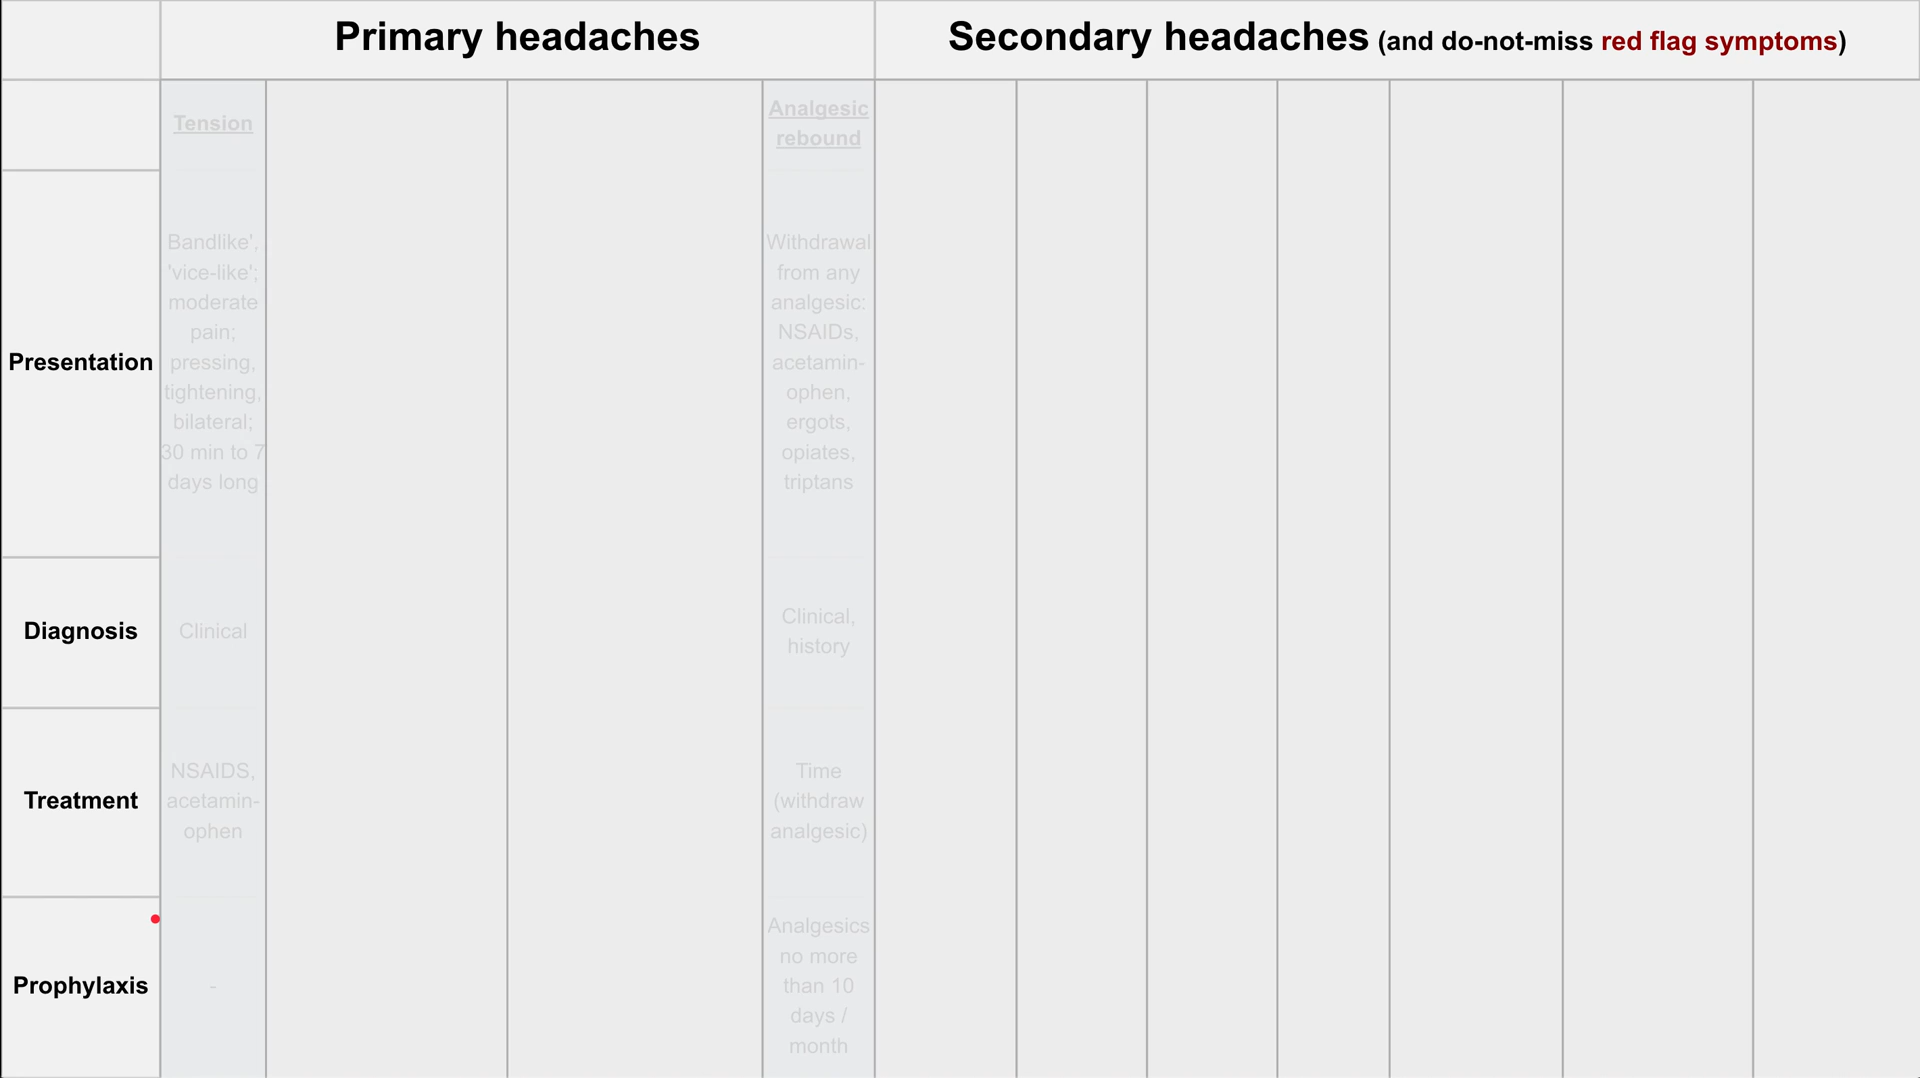 Primary headaches
Secondary headaches (and do-not-miss red flag symptoms)
Tension
Analgesic
rebound
Presentation
Bandlike',
'vice-like';
moderate
pain;
pressing,
tightening,
bilateral;
30 min to 7
days long
Withdrawal
from any
analgesic:
NSAIDs,
acetamin-
ophen,
ergots,
opiates,
triptans
Diagnosis
Clinical
Clinical,
history
Treatment
NSAIDS,
acetamin-
ophen
Time
(withdraw
analgesic)
Prophylaxis
-
Analgesics
no more
than 10
days /
month